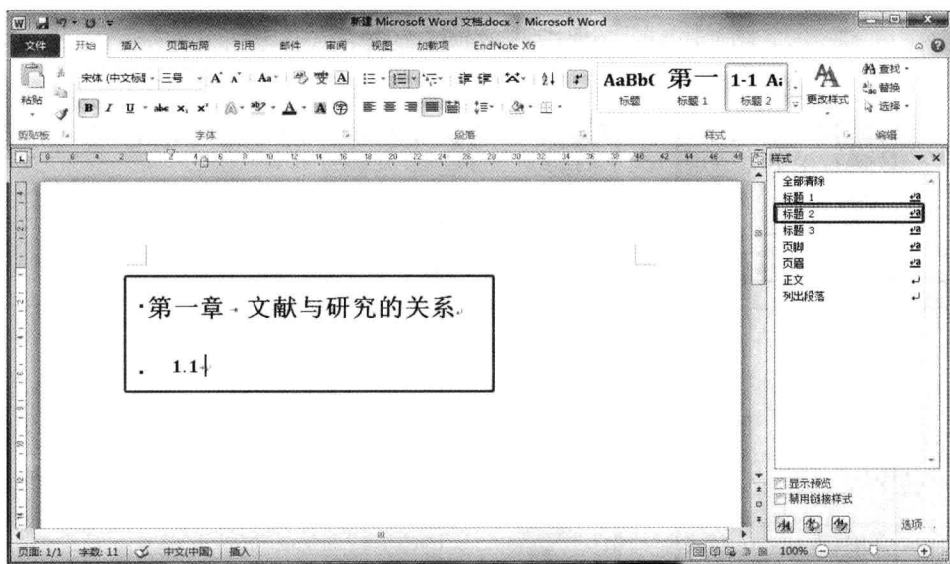 新建 Microsoft Word 文档.docx - Microsoft Word
文件 开始 插入 页面布局 引用 邮件 审阅 视图 加载项 EndNote X6
宋体 (中文标题 三号 查找
AaBb( 第一 1-1 Aa 替换
粘贴 标题 标题 1 标题 2 更改样式 选择
剪贴板 字体 段落 样式 编辑
样式
全部清除
标题 1
标题 2
标题 3
页脚
页眉
正文
列出段落
第一章 文献与研究的关系
1.1
显示预览
禁用链接样式
选项
页面: 1/1 字数: 11 中文(中国) 插入 100%